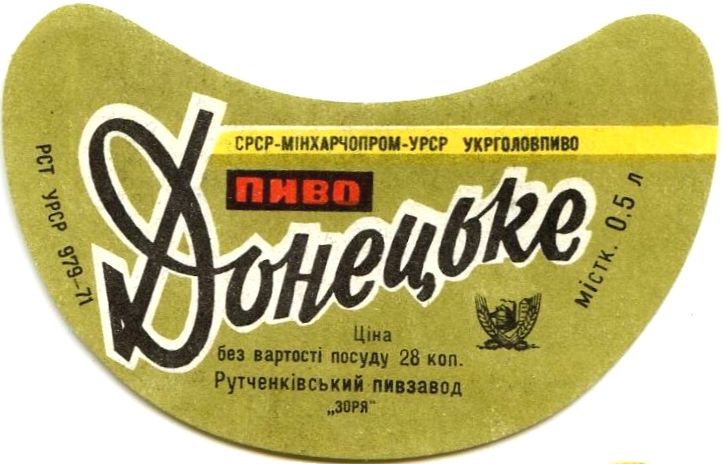 СРСР-МІНХАРЧОПРОМ-УРСР УКРГОЛОВПИВО
ПИВО
Донецьке
РСТ УРСР 979-71
містк. 0.5 л
Ціна
без вартості посуду 28 коп.
Рутченківський пивзавод
„ЗОРЯ"